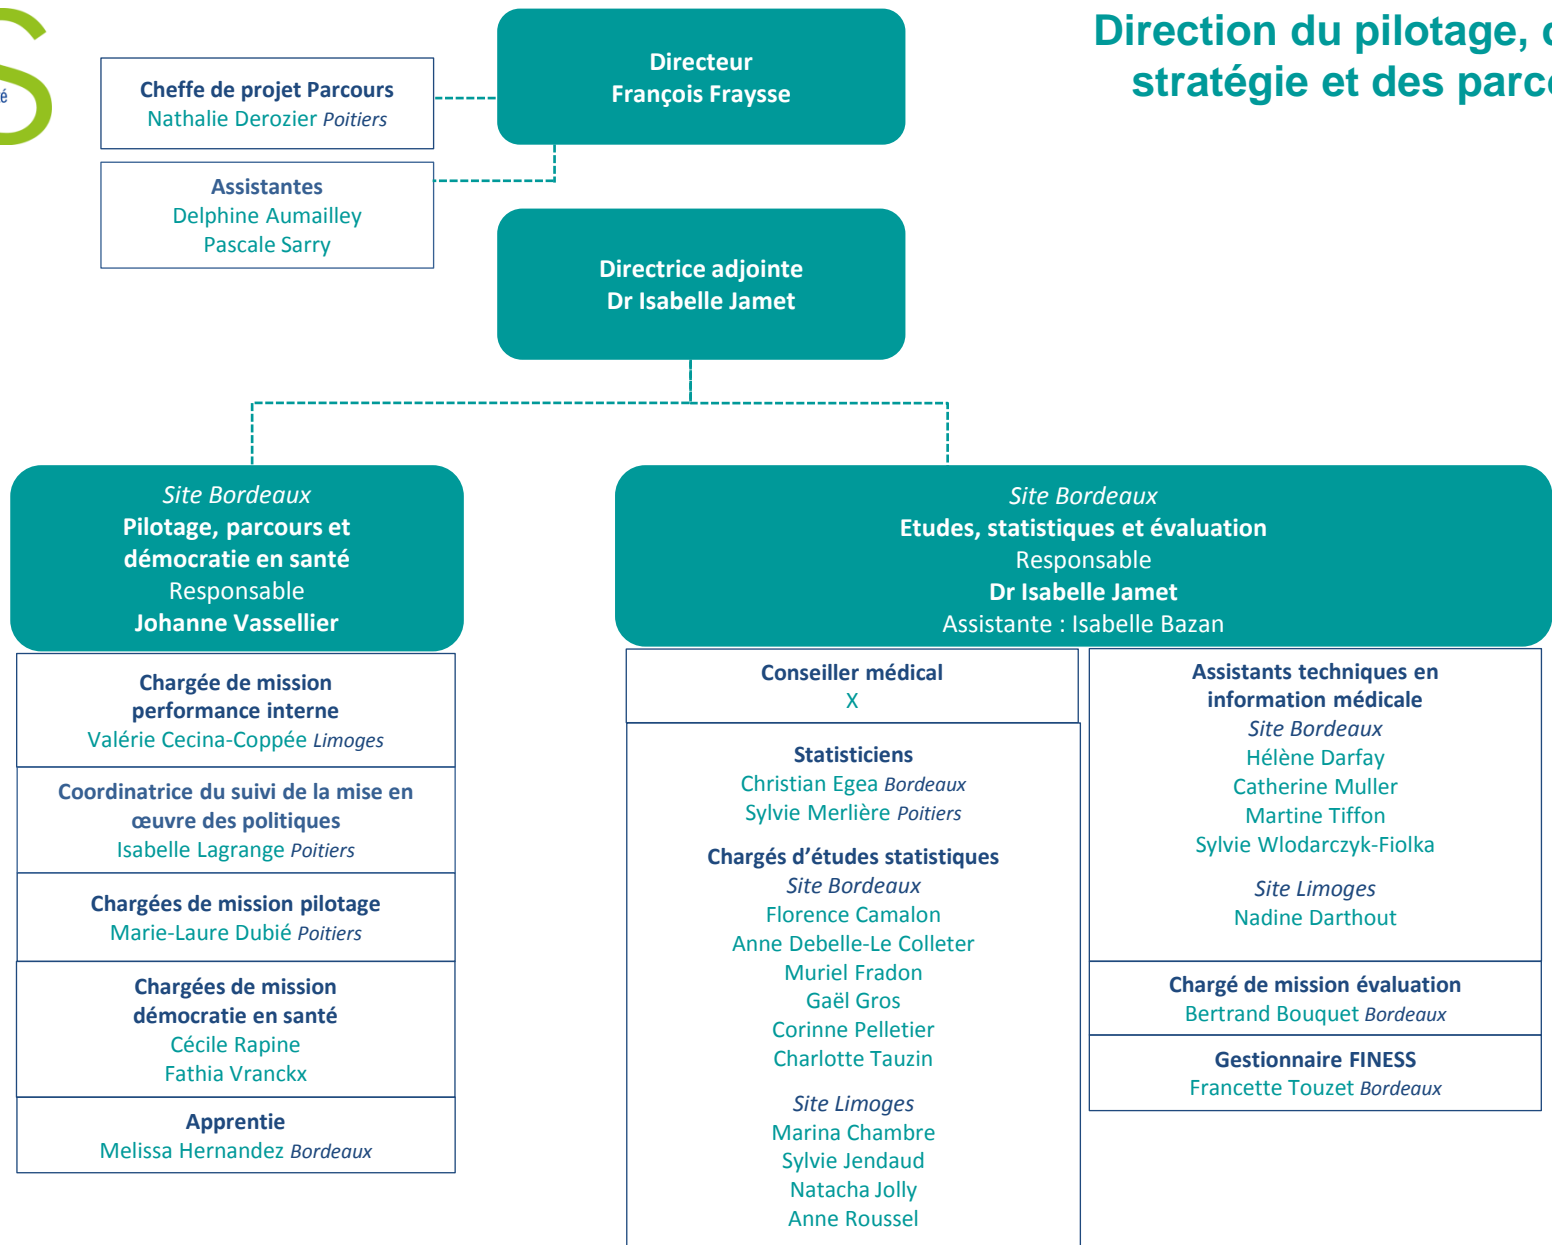 Direction du pilotage,
stratégie et des
Directeur
François Fraysse
Cheffe de projet Parcours
Nathalie Derozier Poitiers
Assistantes
Delphine Aumailley
Pascale Sarry
Directrice adjointe
Dr Isabelle Jamet
Site Bordeaux
Pilotage, parcours et
démocratie en santé
Responsable
Johanne Vassellier
Chargée de mission
performance interne
Valérie Cecina-Coppée Limoges
Coordinatrice du suivi de la mise en
œuvre des politiques
Isabelle Lagrange Poitiers
Chargées de mission pilotage
Marie-Laure Dubié Poitiers
Chargées de mission
démocratie en santé
Cécile Rapine
Fathia Vranckx
Apprentie
Melissa Hernandez Bordeaux
Site Bordeaux
Etudes, statistiques et évaluation
Responsable
Dr Isabelle Jamet
Assistante : Isabelle Bazan
Conseiller médical
X
Statisticiens
Christian Egea Bordeaux
Sylvie Merlière Poitiers
Chargés d’études statistiques
Site Bordeaux
Florence Camalon
Anne Debelle-Le Colleter
Muriel Fradon
Gaël Gros
Corinne Pelletier
Charlotte Tauzin
Site Limoges
Marina Chambre
Sylvie Jendaud
Natacha Jolly
Anne Roussel
Assistants techniques en
information médicale
Site Bordeaux
Hélène Darfay
Catherine Muller
Martine Tiffon
Sylvie Wlodarczyk-Fiolka
Site Limoges
Nadine Darthout
Chargé de mission évaluation
Bertrand Bouquet Bordeaux
Gestionnaire FINESS
Francette Touzet Bordeaux